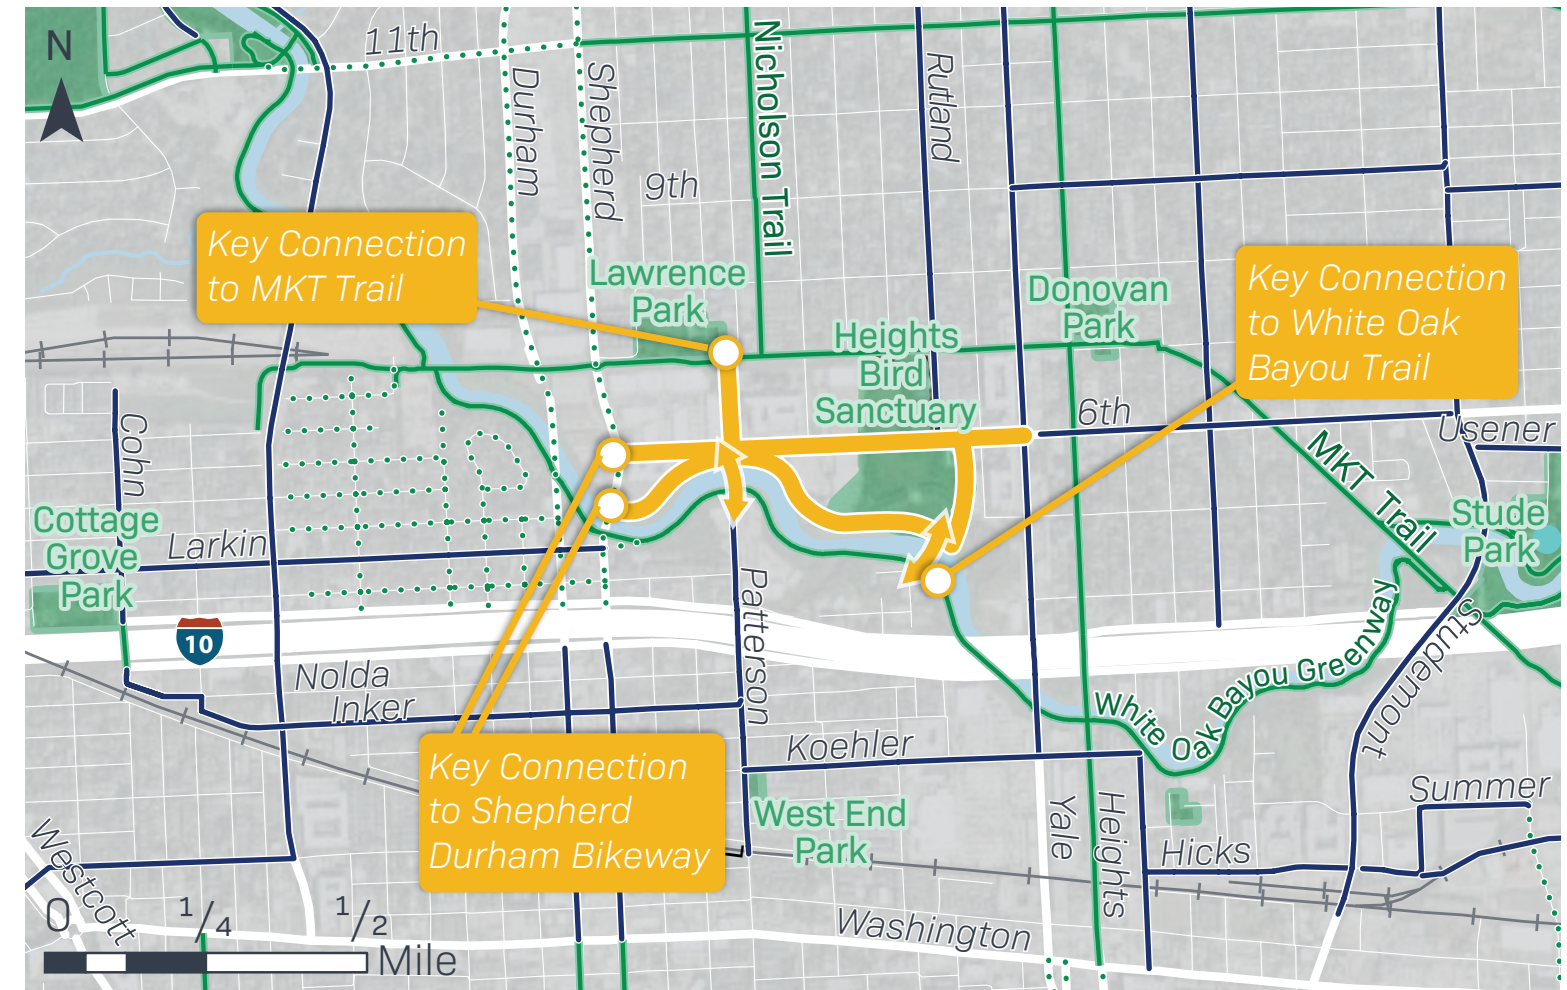 N
11th
Durham
Shepherd
Nicholson Trail
Rutland
9th
Key Connection
to MKT Trail
Lawrence
Park
Donovan
Park
Key Connection
to White Oak
Bayou Trail
Heights
Bird
Sanctuary
6th
Usener
Cohn
MKT Trail
Cottage
Grove
Park
Larkin
Stude
Park
10
Patterson
Studemont
Nolda
Inker
White Oak Bayou Greenway
Koehler
Key Connection
to Shepherd
Durham Bikeway
West End
Park
Yale
Heights
Summer
Hicks
Westcott
Washington
0 1/4 1/2
Mile